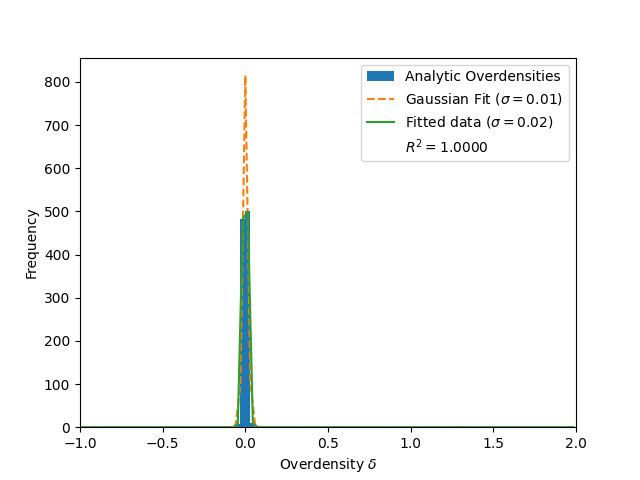 Analytic Overdensities
Gaussian Fit (σ = 0.01)
Fitted data (σ = 0.02)
R² = 1.0000
800
700
600
500
400
300
200
100
0
Frequency
−1.0 −0.5 0.0 0.5 1.0 1.5 2.0
Overdensity δ